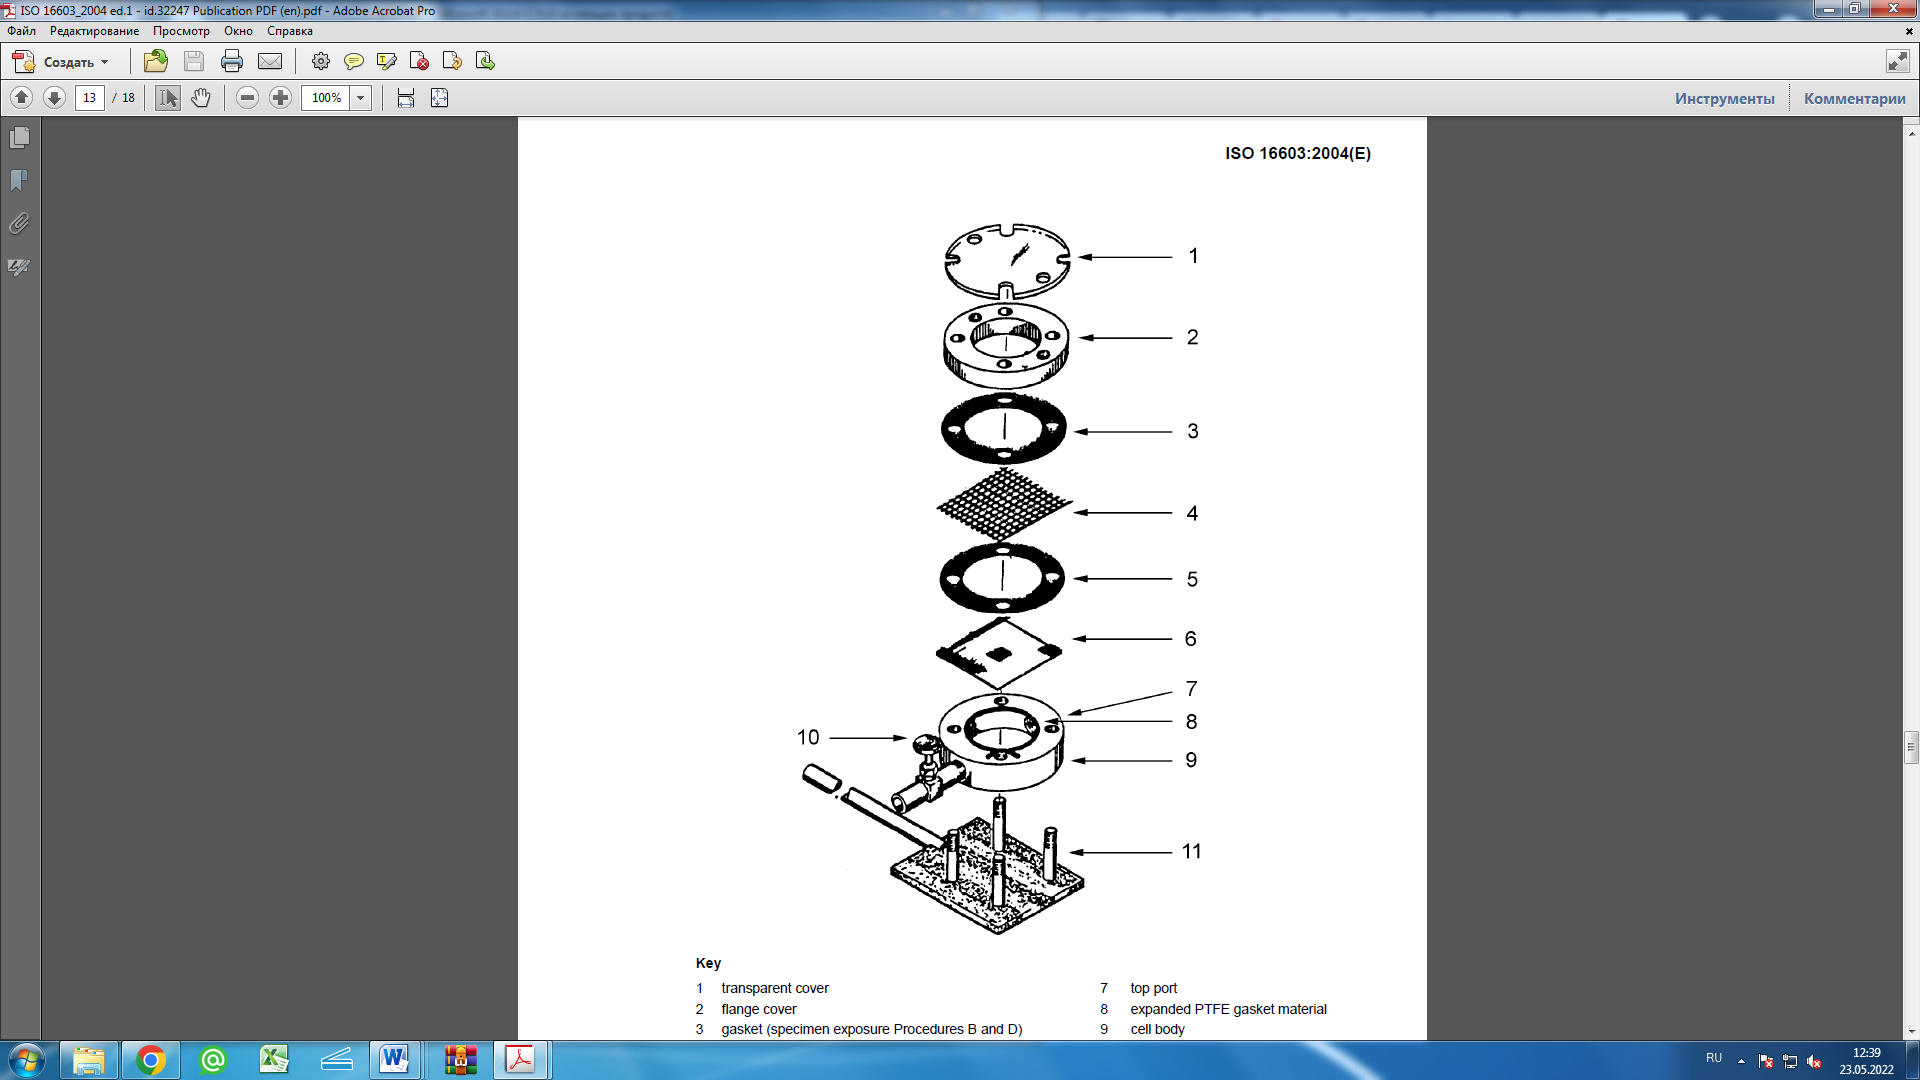 ISO 16603_2004 ed.1 - id.32247 Publication PDF (en).pdf - Adobe Acrobat Pro
Файл Редактирование Просмотр Окно Справка
Создать
13 / 18 100% Инструменты Комментарии
ISO 16603:2004(E)
1
2
3
4
5
6
7
8
10
9
11
Key
1 transparent cover 7 top port
2 flange cover 8 expanded PTFE gasket material
3 gasket (specimen exposure Procedures B and D) 9 cell body
RU 12:39
23.05.2022